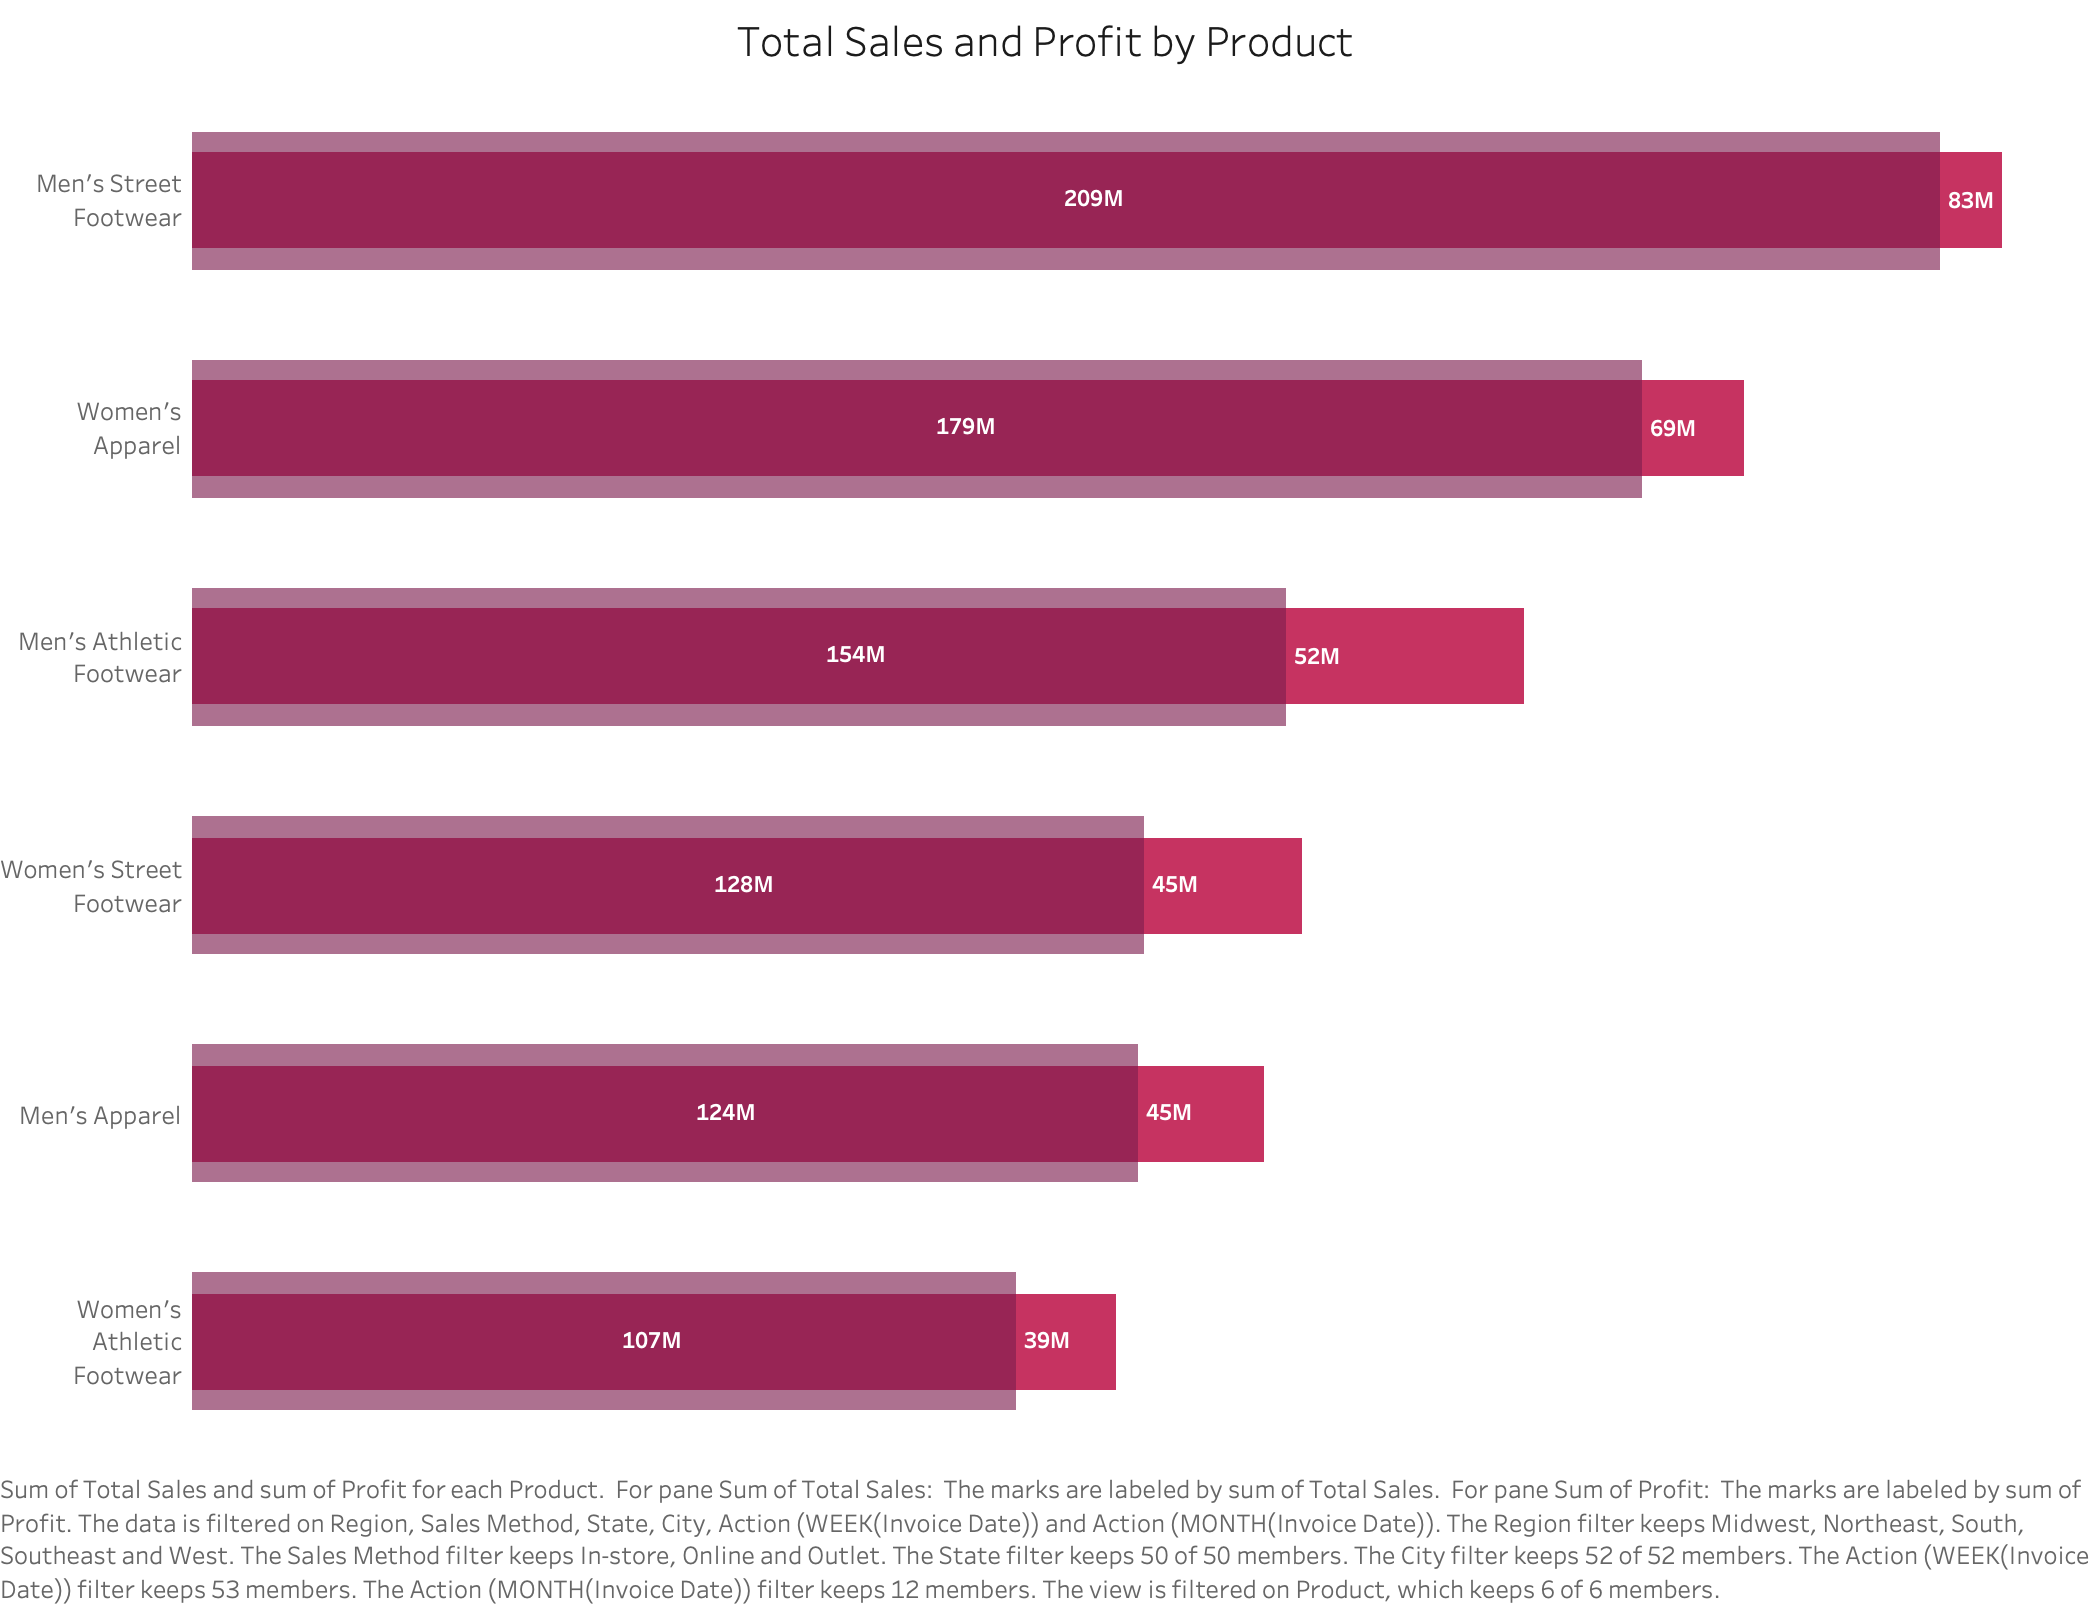 Total Sales and Profit by Product
Men's Street
Footwear
209M
83M
Women's
Apparel
179M
69M
Men's Athletic
Footwear
154M
52M
Women's Street
Footwear
128M
45M
Men's Apparel
124M
45M
Women's
Athletic
Footwear
107M
39M
Sum of Total Sales and sum of Profit for each Product.  For pane Sum of Total Sales:  The marks are labeled by sum of Total Sales.  For pane Sum of Profit:  The marks are labeled by sum of
Profit. The data is filtered on Region, Sales Method, State, City, Action (WEEK(Invoice Date)) and Action (MONTH(Invoice Date)). The Region filter keeps Midwest, Northeast, South,
Southeast and West. The Sales Method filter keeps In-store, Online and Outlet. The State filter keeps 50 of 50 members. The City filter keeps 52 of 52 members. The Action (WEEK(Invoice
Date)) filter keeps 53 members. The Action (MONTH(Invoice Date)) filter keeps 12 members. The view is filtered on Product, which keeps 6 of 6 members.